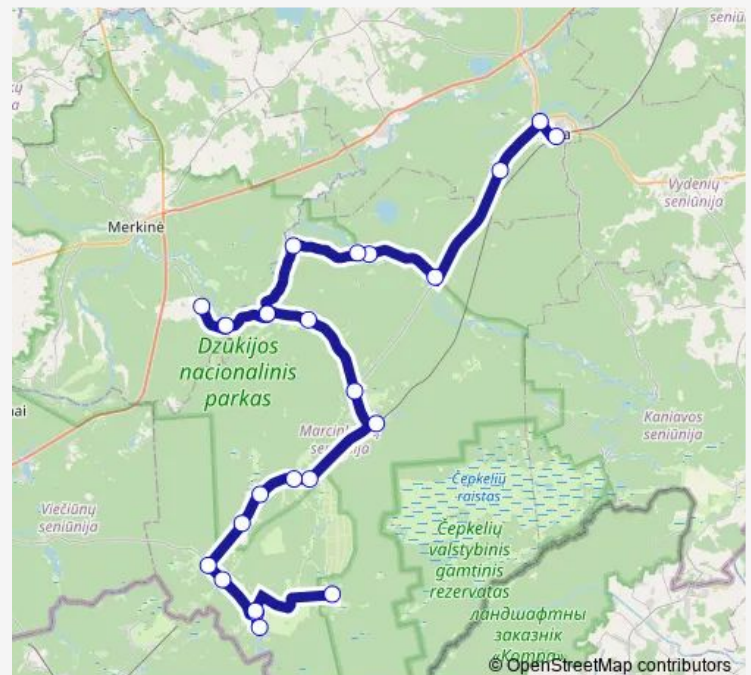 seniū
Merkinė
Vydenių
seniūnija
Dzūkijos
nacionalinis
parkas
Kaniavos
seniūnija
Čepkelių
raistas
Viečiūnų
seniūnija
Čepkelių
valstybinis
gamtinis
rezervatas
ландшафтны
заказнік
«Котра»
© OpenStreetMap contributors